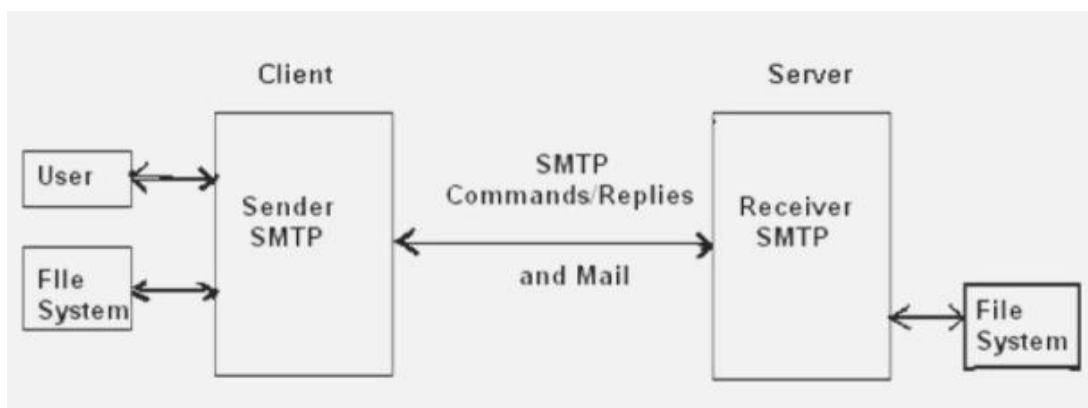 Client
Server
User
Sender
SMTP
FIle
System
SMTP
Commands/Replies
and Mail
Receiver
SMTP
File
System